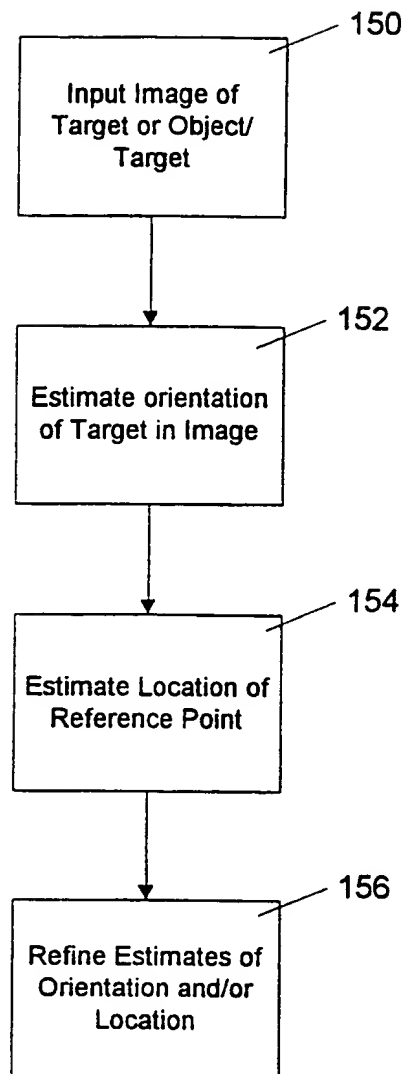 150
Input Image of
Target or Object/
Target
152
Estimate orientation
of Target in Image
154
Estimate Location of
Reference Point
156
Refine Estimates of
Orientation and/or
Location